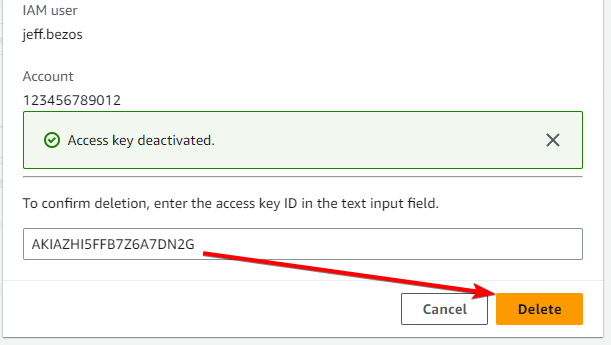 IAM user
jeff.bezos
Account
123456789012
Access key deactivated.
To confirm deletion, enter the access key ID in the text input field.
AKIAZHI5FFB7Z6A7DN2G
Cancel
Delete